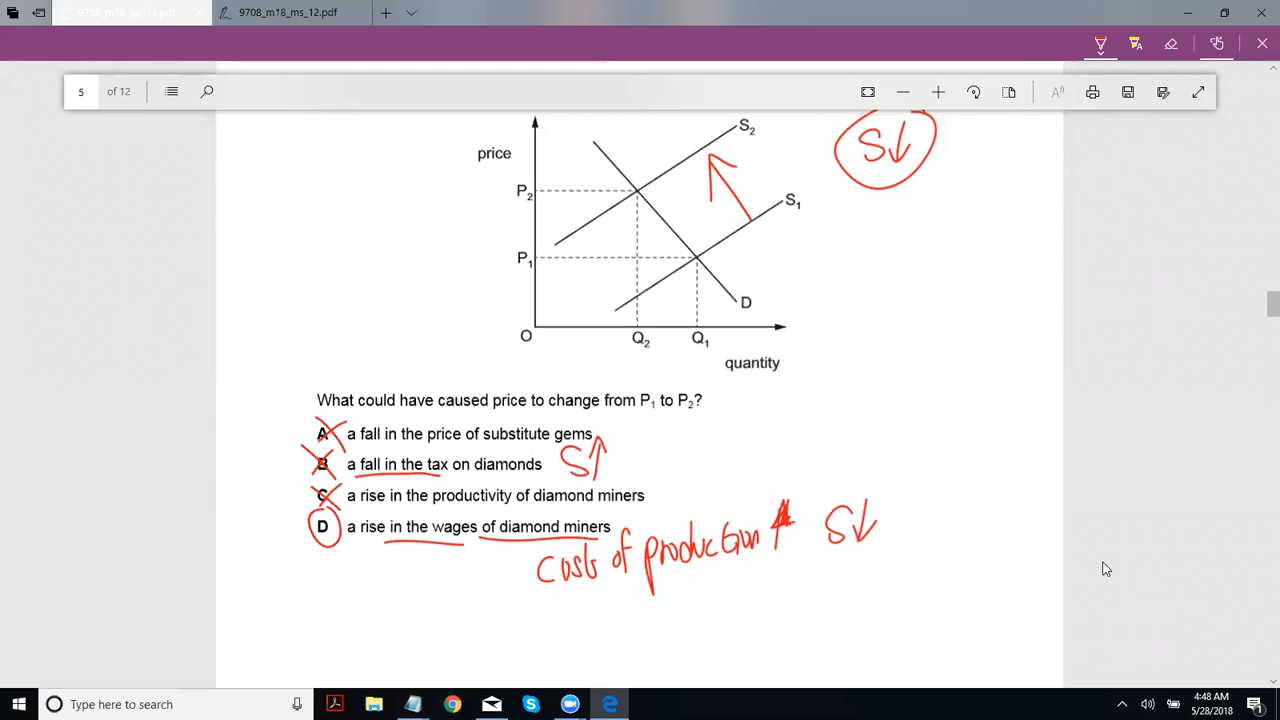 9708_m18_qp_12.pdf
9708_m18_ms_12.pdf
5 of 12
S↓
S2
price
P2
S1
P1
D
O
Q2
Q1
quantity
What could have caused price to change from P1 to P2?
A a fall in the price of substitute gems
B a fall in the tax on diamonds S↑
C a rise in the productivity of diamond miners
D a rise in the wages of diamond miners
costs of production ↑ S↓
Type here to search
4:48 AM
5/28/2018